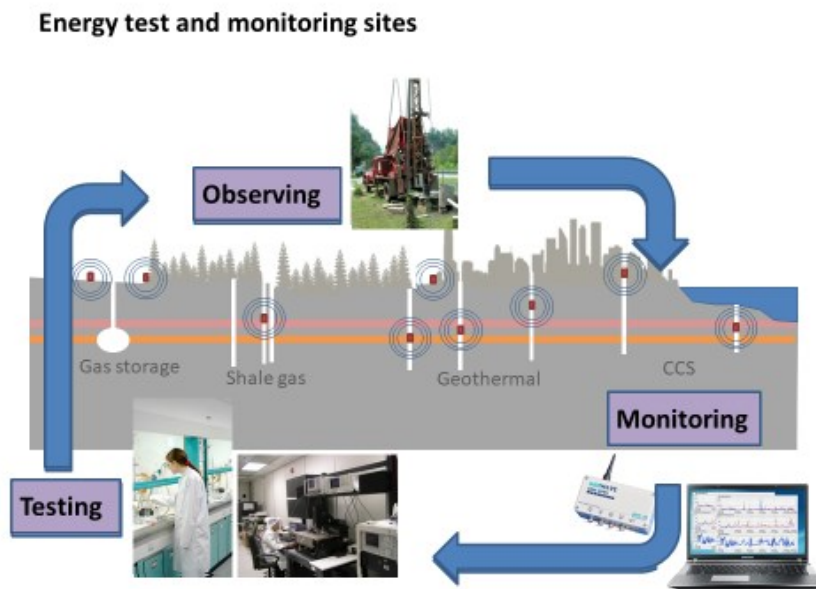 Energy test and monitoring sites
Observing
Gas storage
Shale gas
Geothermal
CCS
Monitoring
Testing